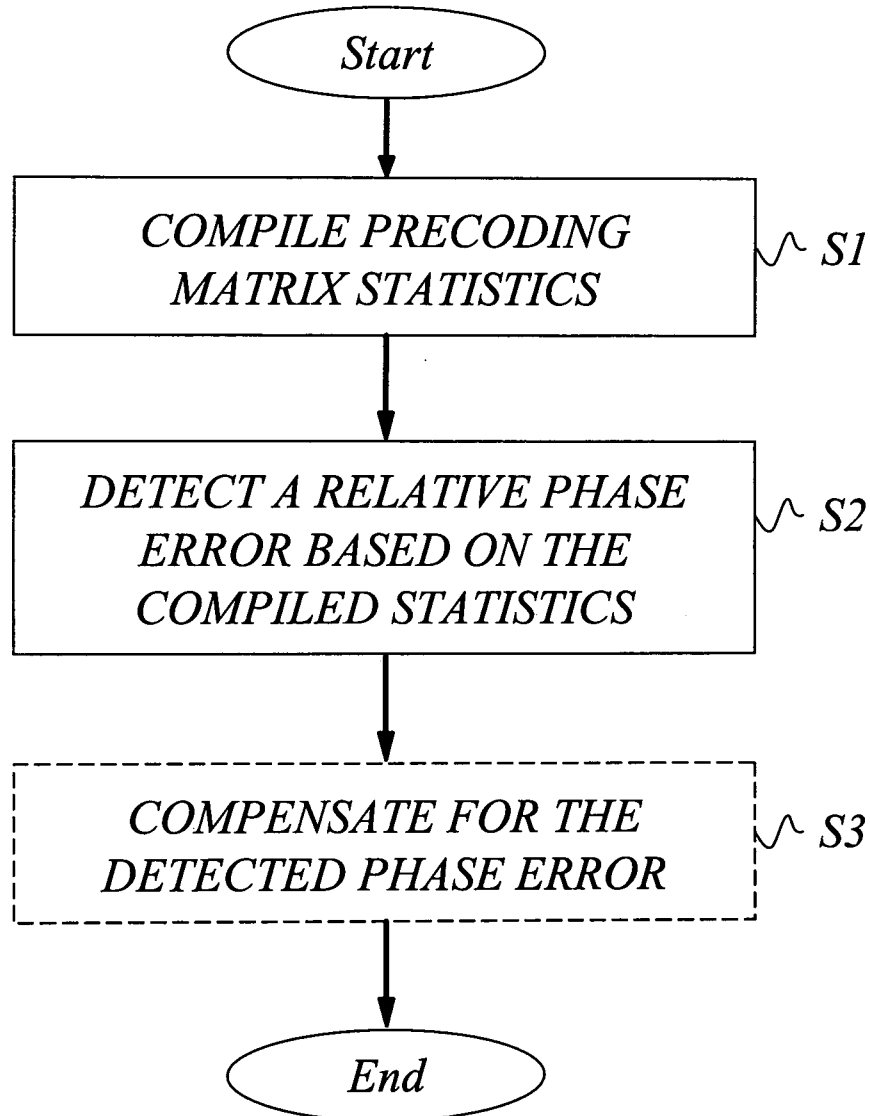 Start
COMPILE PRECODING
MATRIX STATISTICS
S1
DETECT A RELATIVE PHASE
ERROR BASED ON THE
COMPILED STATISTICS
S2
COMPENSATE FOR THE
DETECTED PHASE ERROR
S3
End